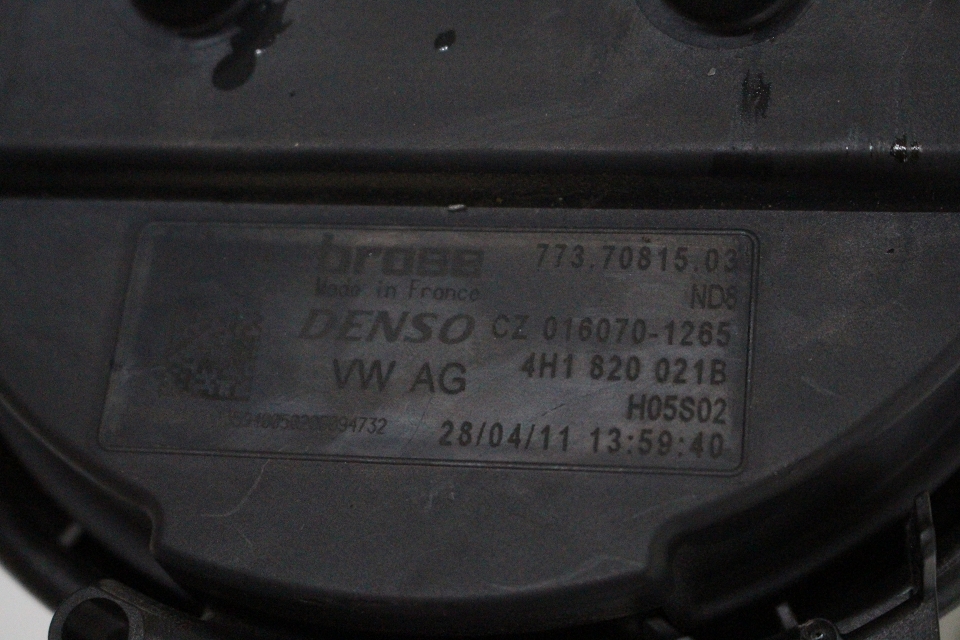 brose 773.70815.03
Made in France ND8
DENSO CZ 016070-1265
VW AG 4H1 820 021B
H05S02
28/04/11 13:59:40